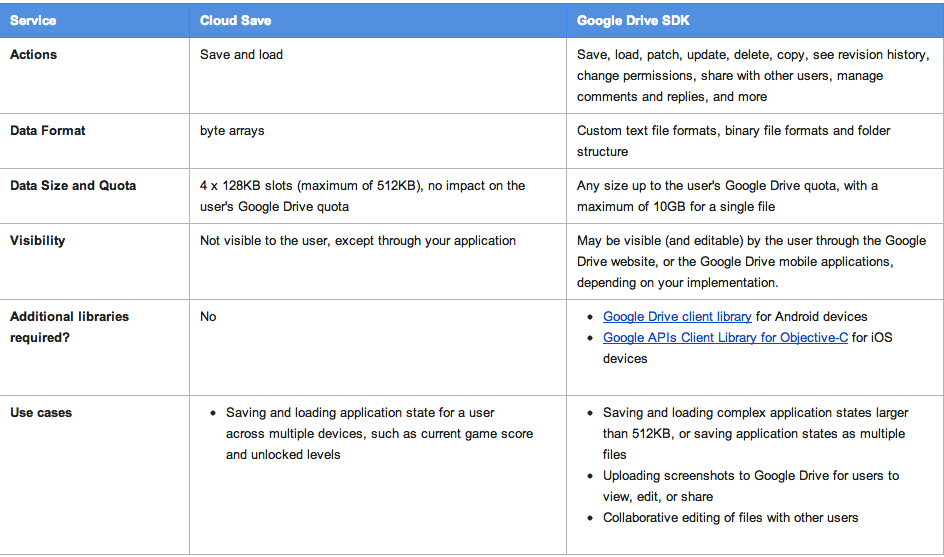 Service
Cloud Save
Google Drive SDK
Actions
Save and load
Save, load, patch, update, delete, copy, see revision history,
change permissions, share with other users, manage
comments and replies, and more
Data Format
byte arrays
Custom text file formats, binary file formats and folder
structure
Data Size and Quota
4 x 128KB slots (maximum of 512KB), no impact on the
user's Google Drive quota
Any size up to the user's Google Drive quota, with a
maximum of 10GB for a single file
Visibility
Not visible to the user, except through your application
May be visible (and editable) by the user through the Google
Drive website, or the Google Drive mobile applications,
depending on your implementation.
Additional libraries
required?
No
• Google Drive client library for Android devices
• Google APIs Client Library for Objective-C for iOS
devices
Use cases
• Saving and loading application state for a user
across multiple devices, such as current game score
and unlocked levels
• Saving and loading complex application states larger
than 512KB, or saving application states as multiple
files
• Uploading screenshots to Google Drive for users to
view, edit, or share
• Collaborative editing of files with other users